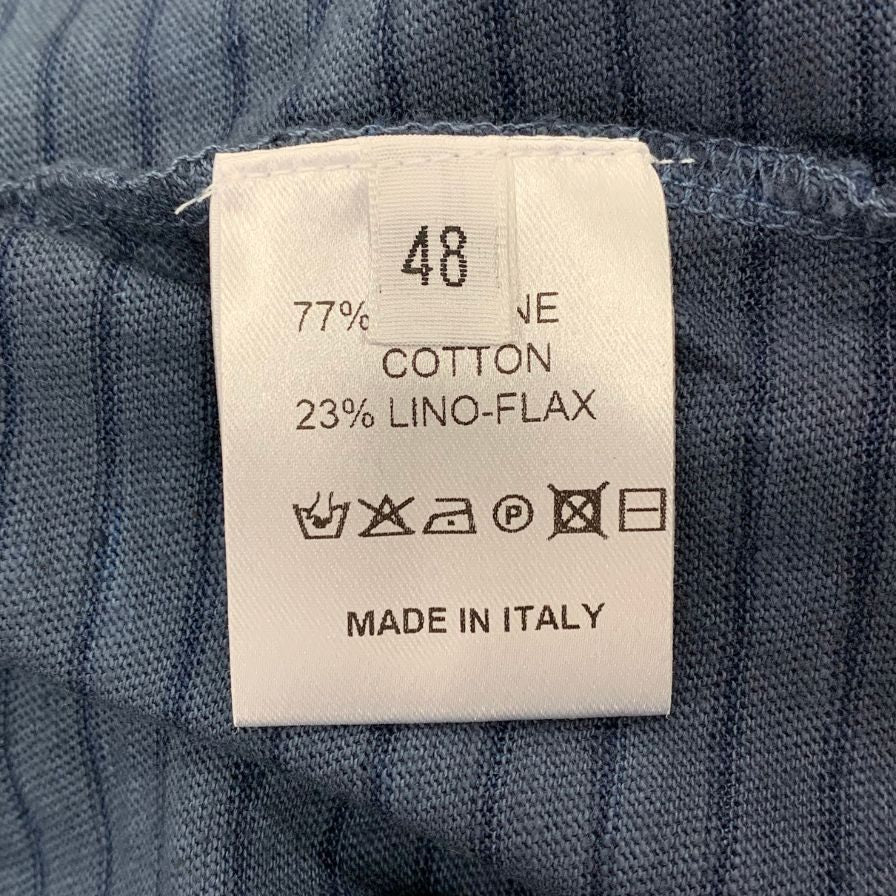 48
77% NE
COTTON
23% LINO-FLAX
P
MADE IN ITALY